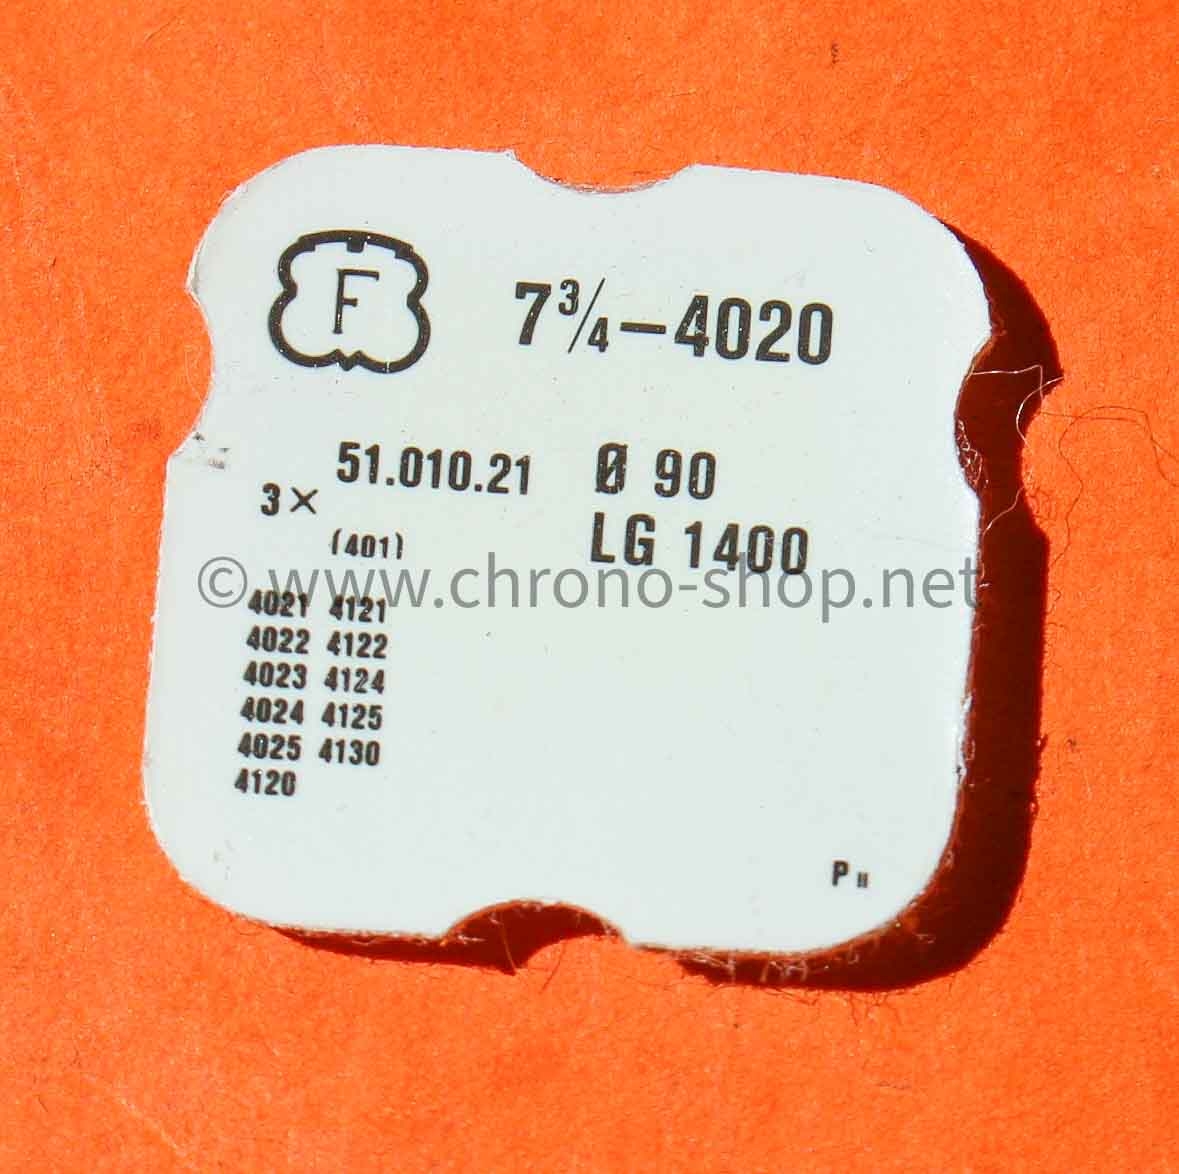 F 7¾–4020
51.010.21 Ø 90
3 ×
(401) LG 1400
© www.chrono-shop.net
4021 4121
4022 4122
4023 4124
4024 4125
4025 4130
4120
P II